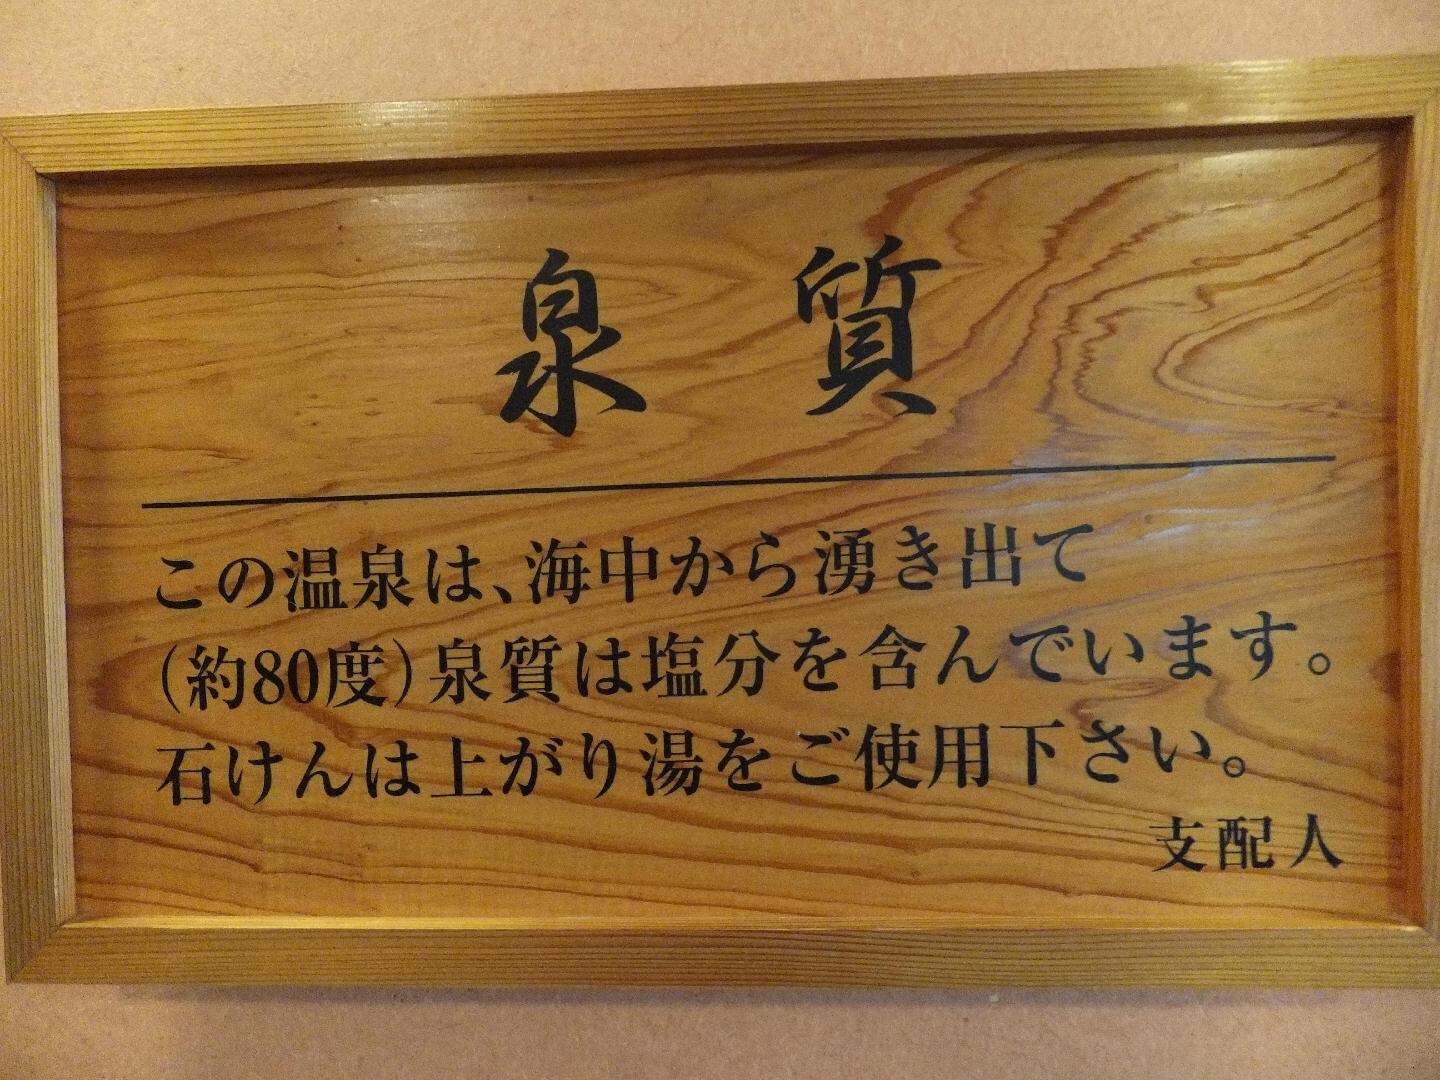 泉質
この温泉は、海中から湧き出て
(約80度)泉質は塩分を含んでいます。
石けんは上がり湯をご使用下さい。
支配人